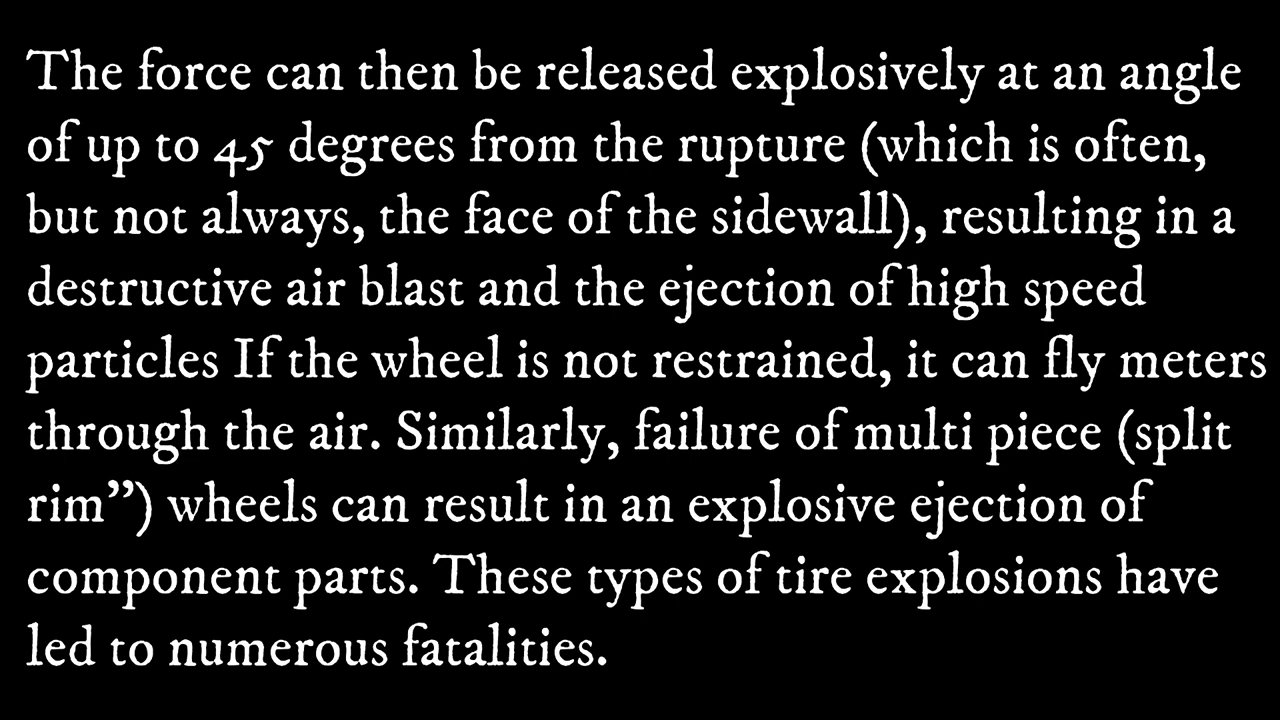 The force can then be released explosively at an angle
of up to 45 degrees from the rupture (which is often,
but not always, the face of the sidewall), resulting in a
destructive air blast and the ejection of high speed
particles If the wheel is not restrained, it can fly meters
through the air. Similarly, failure of multi piece (split
rim”) wheels can result in an explosive ejection of
component parts. These types of tire explosions have
led to numerous fatalities.